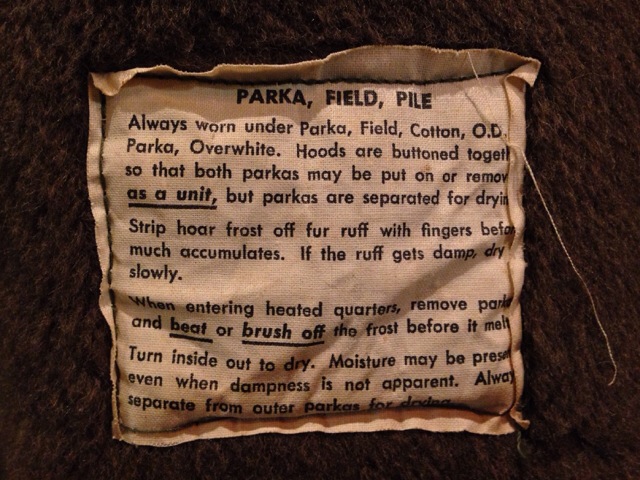 PARKA, FIELD, PILE
Always worn under Parka, Field, Cotton, O.D.
Parka, Overwhite. Hoods are buttoned togeth
so that both parkas may be put on or remov
as a unit, but parkas are separated for dryin
Strip hoar frost off fur ruff with fingers befor
much accumulates. If the ruff gets damp, dry
slowly.
When entering heated quarters, remove parka
and beat or brush off the frost before it melt
Turn inside out to dry. Moisture may be presen
even when dampness is not apparent. Alway
separate from outer parkas for drying.